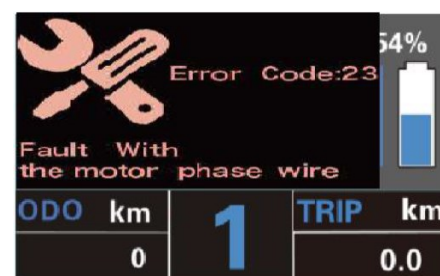 54%
Error Code:23
Fault With
the motor phase wire
ODO km
1
TRIP km
0
0.0